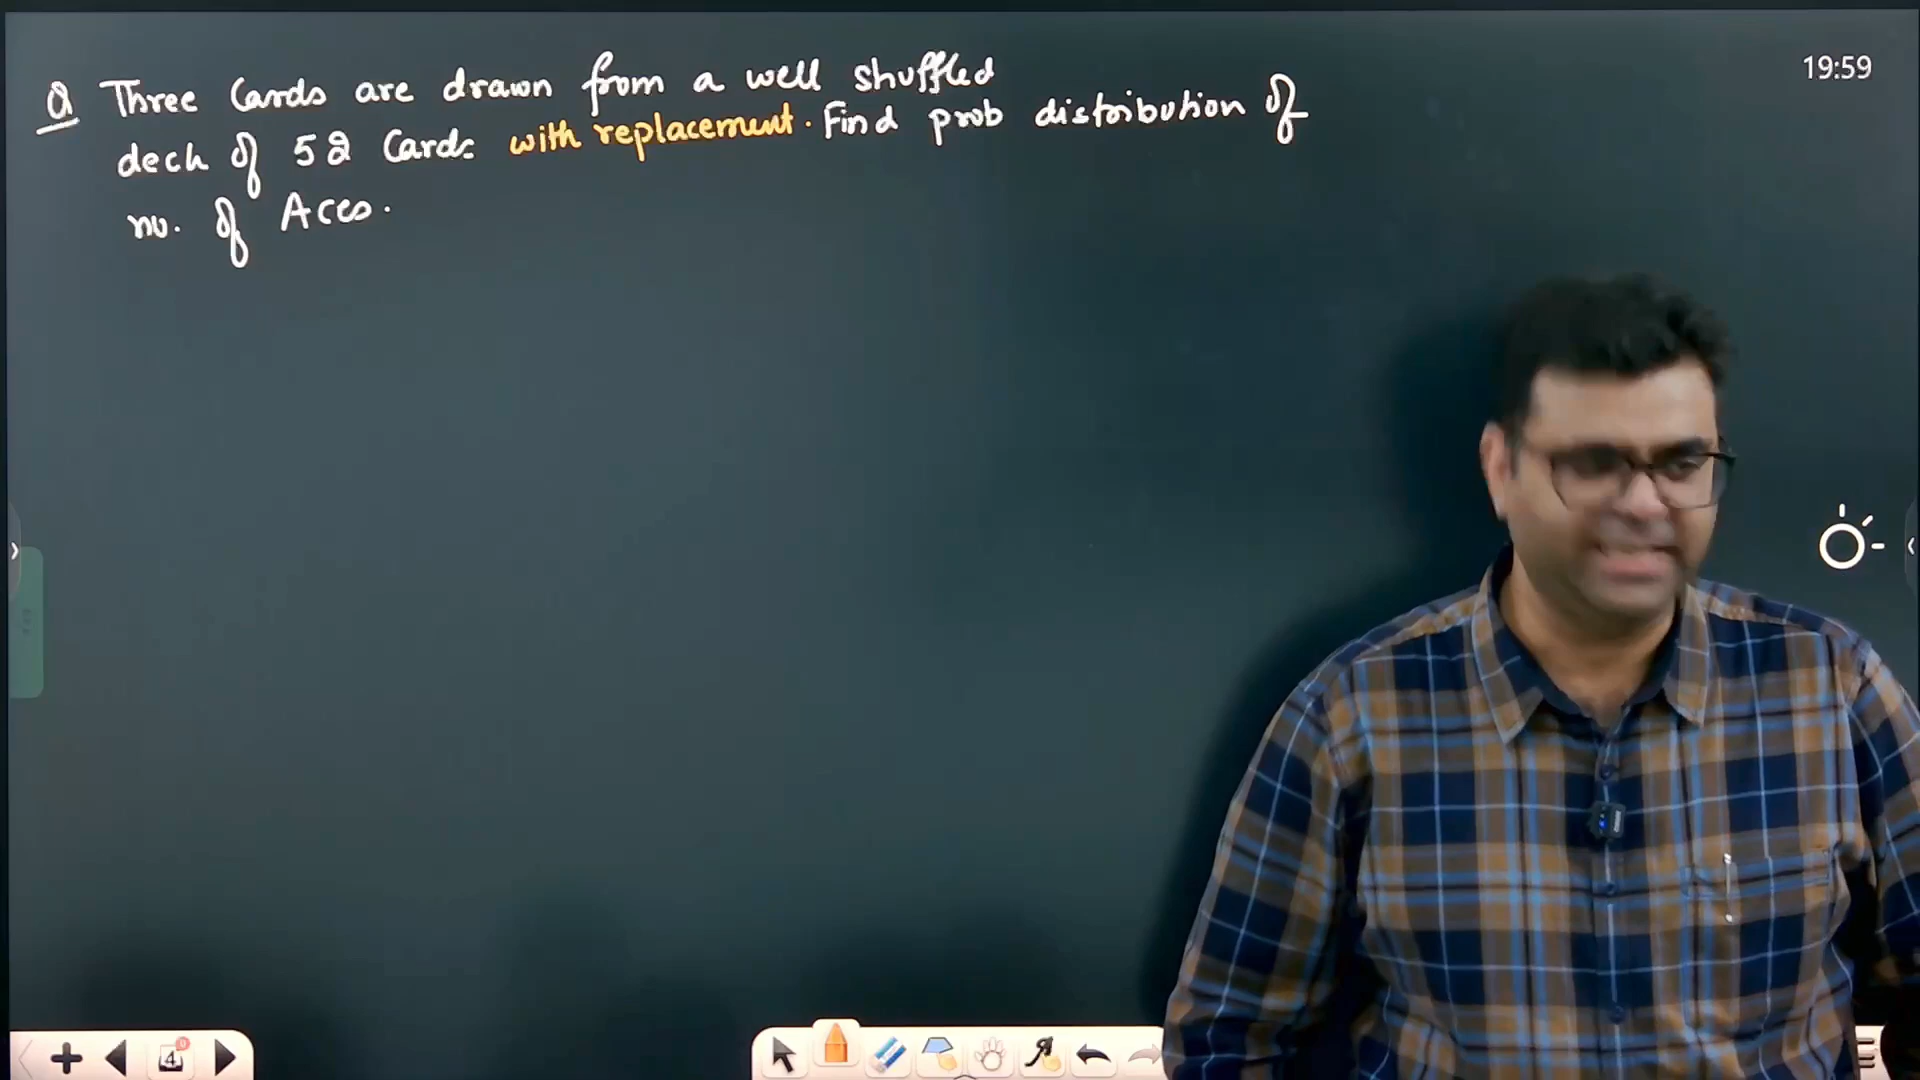 Q Three Cards are drawn from a well shuffled
deck of 52 Cards with replacement. Find prob distribution of
no. of Aces.
19:59
4